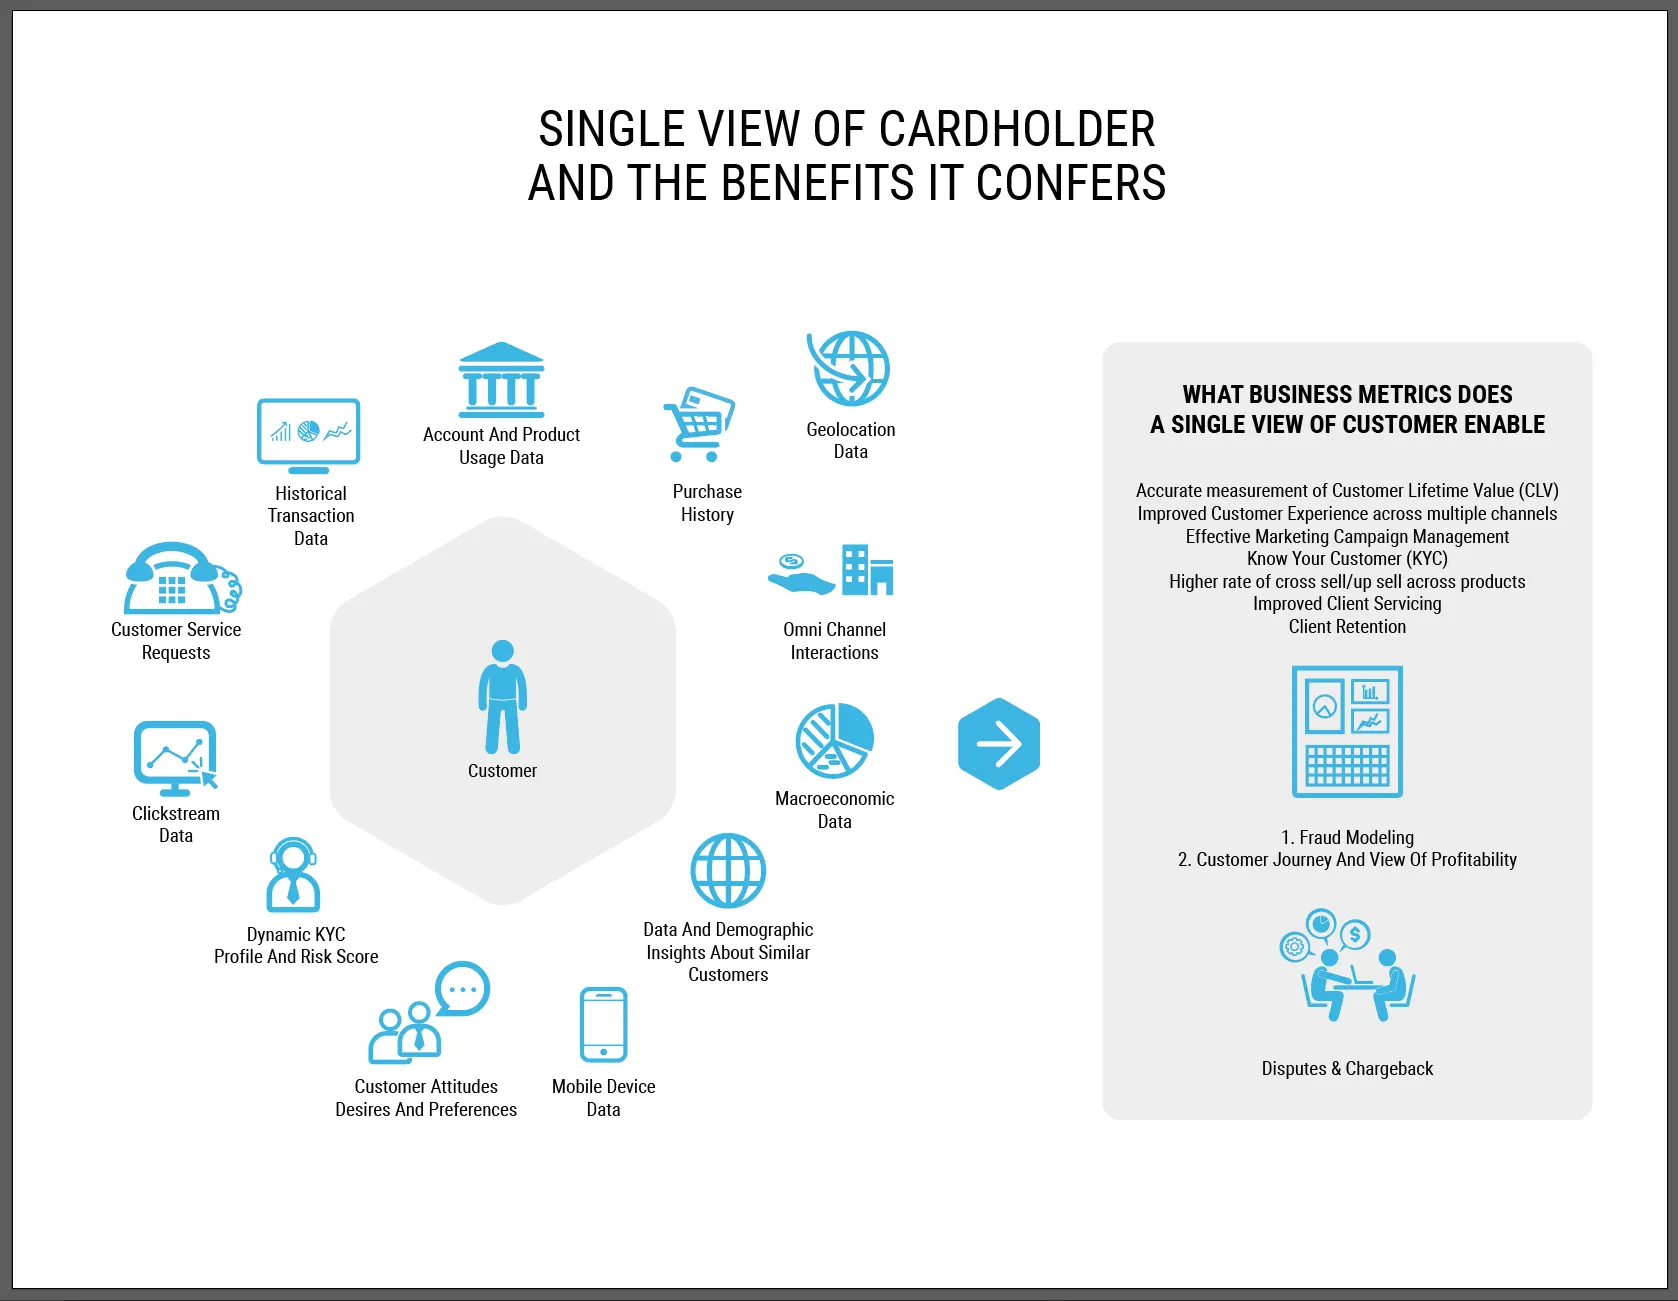 SINGLE VIEW OF CARDHOLDER
AND THE BENEFITS IT CONFERS
Account And Product
Usage Data
Geolocation
Data
Historical
Transaction
Data
Purchase
History
Customer Service
Requests
Omni Channel
Interactions
Customer
Clickstream
Data
Macroeconomic
Data
Dynamic KYC
Profile And Risk Score
Data And Demographic
Insights About Similar
Customers
Customer Attitudes
Desires And Preferences
Mobile Device
Data
WHAT BUSINESS METRICS DOES
A SINGLE VIEW OF CUSTOMER ENABLE
Accurate measurement of Customer Lifetime Value (CLV)
Improved Customer Experience across multiple channels
Effective Marketing Campaign Management
Know Your Customer (KYC)
Higher rate of cross sell/up sell across products
Improved Client Servicing
Client Retention
1. Fraud Modeling
2. Customer Journey And View Of Profitability
$
Disputes & Chargeback